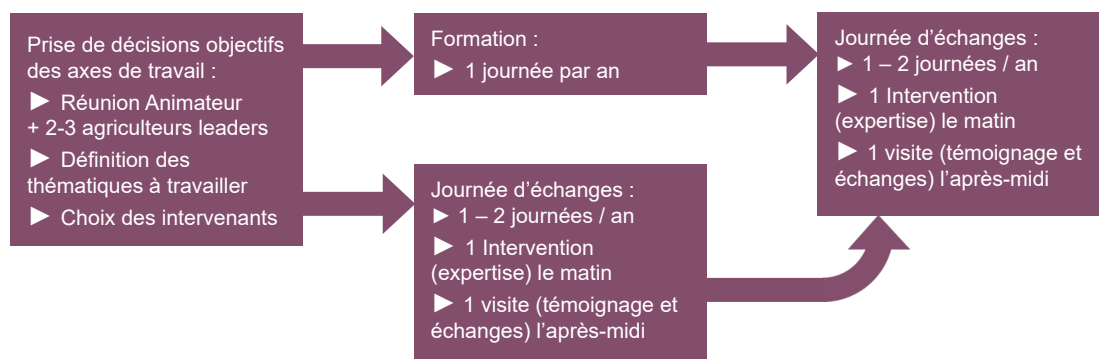 Prise de décisions objectifs
des axes de travail :
► Réunion Animateur
+ 2-3 agriculteurs leaders
► Définition des
thématiques à travailler
► Choix des intervenants
Formation :
► 1 journée par an
Journée d’échanges :
► 1 – 2 journées / an
► 1 Intervention
(expertise) le matin
► 1 visite (témoignage et
échanges) l’après-midi
Journée d’échanges :
► 1 – 2 journées / an
► 1 Intervention
(expertise) le matin
► 1 visite (témoignage et
échanges) l’après-midi